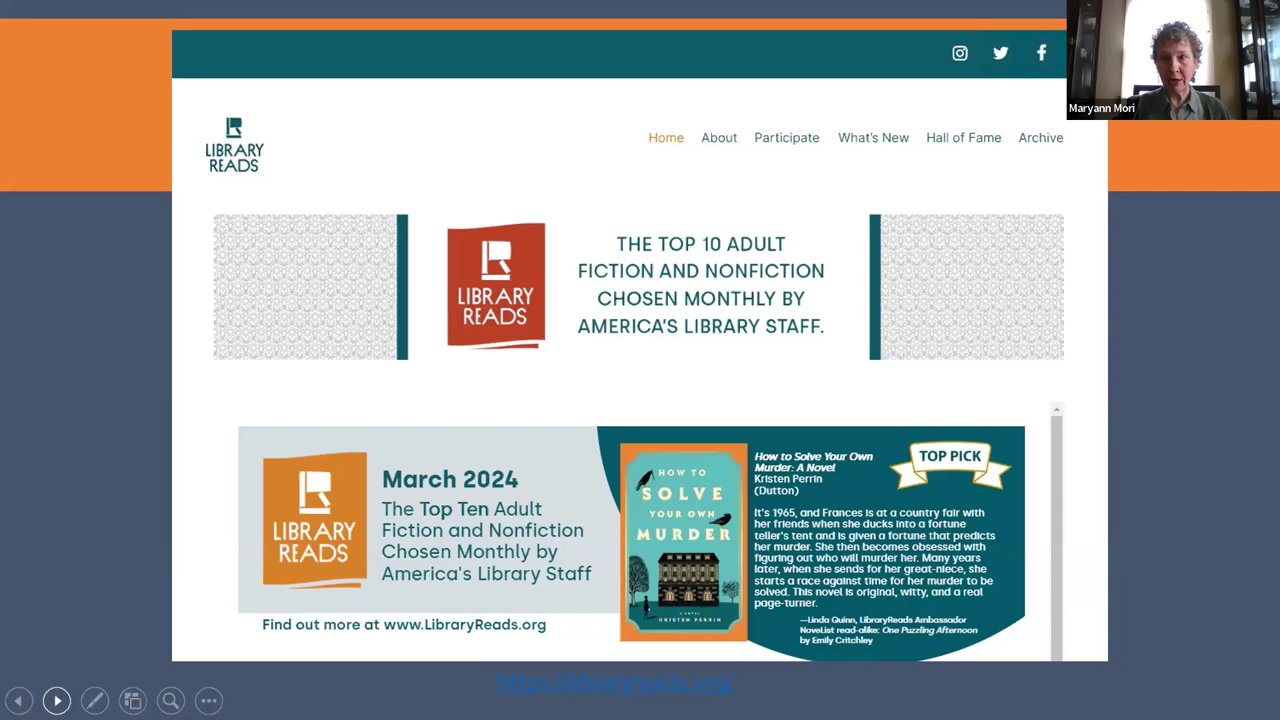 Maryann Mori
LIBRARY
READS
Home About Participate What's New Hall of Fame Archive
LIBRARY
READS
THE TOP 10 ADULT
FICTION AND NONFICTION
CHOSEN MONTHLY BY
AMERICA'S LIBRARY STAFF.
LIBRARY
READS
March 2024
The Top Ten Adult
Fiction and Nonfiction
Chosen Monthly by
America's Library Staff
Find out more at www.LibraryReads.org
HOW TO
SOLVE
YOUR OWN
MURDER
A NOVEL
KRISTEN PERRIN
How to Solve Your Own
Murder: A Novel
Kristen Perrin
(Dutton)
TOP PICK
It's 1965, and Frances is at a country fair with
her friends when she ducks into a fortune
teller's tent and is given a fortune that predicts
her murder. She then becomes obsessed with
figuring out who will murder her. Many years
later, when she sends for her great-niece, she
starts a race against time for her murder to be
solved. This novel is original, witty, and a real
page-turner.
—Linda Quinn, LibraryReads Ambassador
NoveList read-alike: One Puzzling Afternoon
by Emily Critchley
https://libraryreads.org/